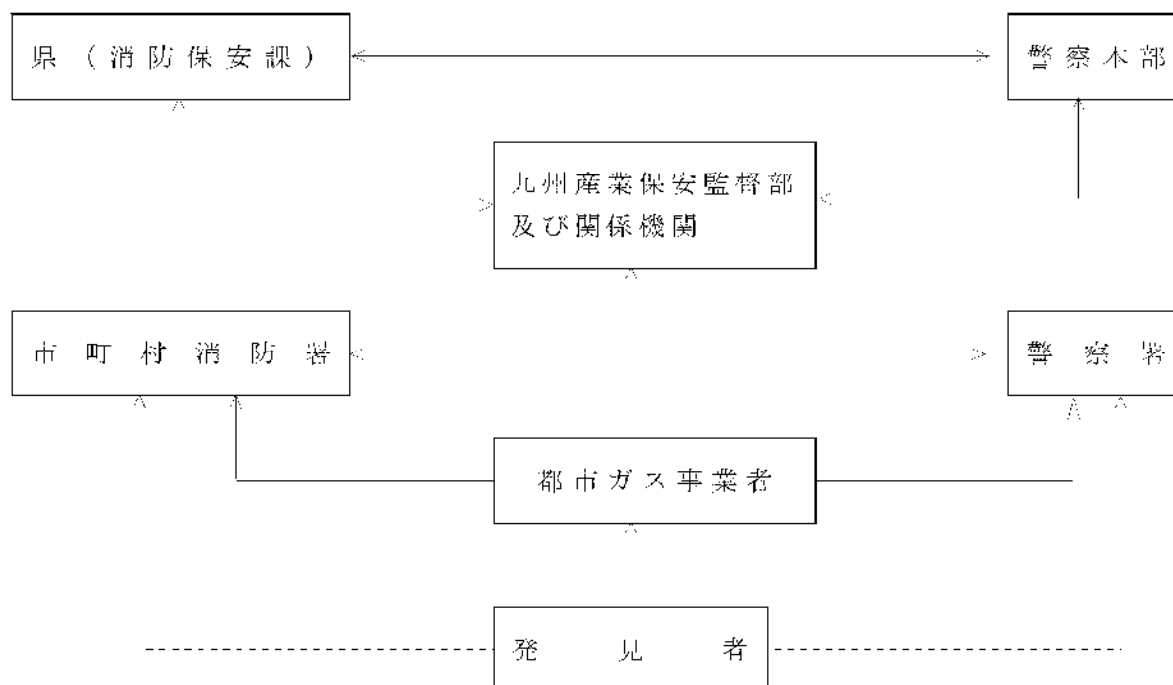 県（消防保安課）
警察本部
九州産業保安監督部
及び関係機関
市町村消防署
警察署
都市ガス事業者
発見者